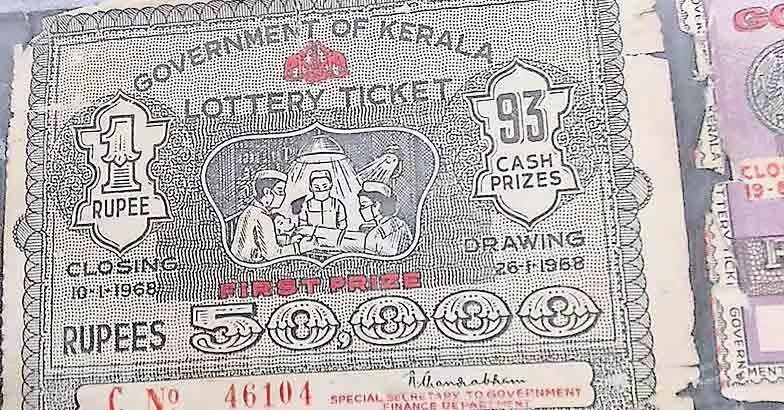 GOVERNMENT OF KERALA
LOTTERY TICKET
1
RUPEE
93
CASH
PRIZES
CLOSING
10-1-1968
DRAWING
26-1-1968
FIRST PRIZE
RUPEES 50,000
C No 46104
SPECIAL SECRETARY TO GOVERNMENT
FINANCE DEPARTMENT